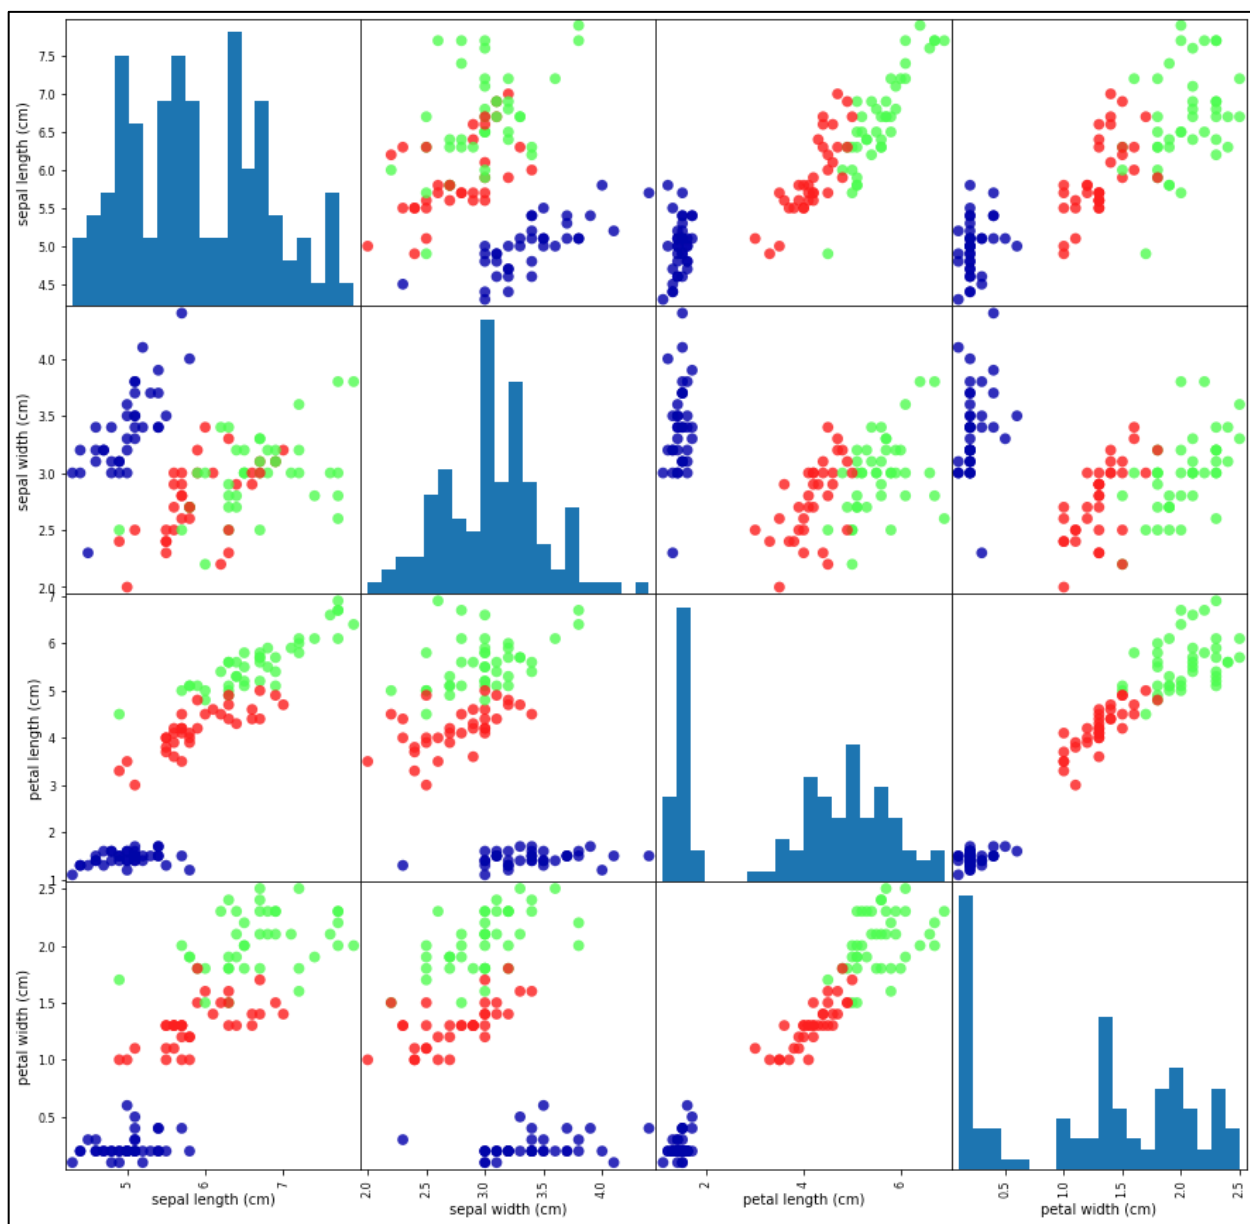 sepal length (cm)
7.5
7.0
6.5
6.0
5.5
5.0
4.5
sepal width (cm)
4.0
3.5
3.0
2.5
2.0
petal length (cm)
7
6
5
4
3
2
1
petal width (cm)
2.5
2.0
1.5
1.0
0.5
5 6 7
sepal length (cm)
2.0 2.5 3.0 3.5 4.0
sepal width (cm)
2 4 6
petal length (cm)
0.5 1.0 1.5 2.0 2.5
petal width (cm)